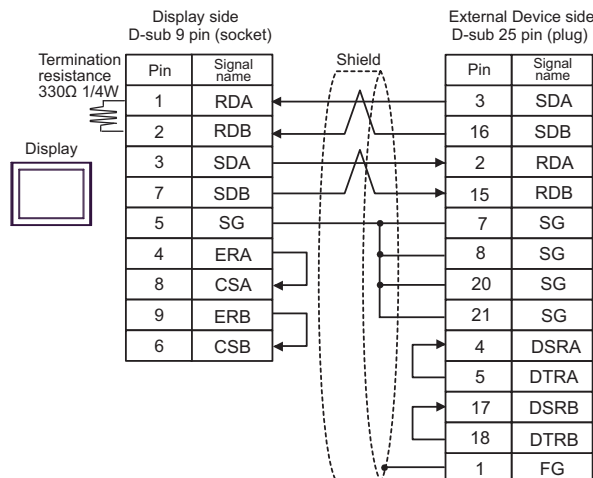 Display side
D-sub 9 pin (socket)
External Device side
D-sub 25 pin (plug)
Termination
resistance
330Ω 1/4W
Display
Shield
Pin Signal name
1 RDA
2 RDB
3 SDA
7 SDB
5 SG
4 ERA
8 CSA
9 ERB
6 CSB
Pin Signal name
3 SDA
16 SDB
2 RDA
15 RDB
7 SG
8 SG
20 SG
21 SG
4 DSRA
5 DTRA
17 DSRB
18 DTRB
1 FG